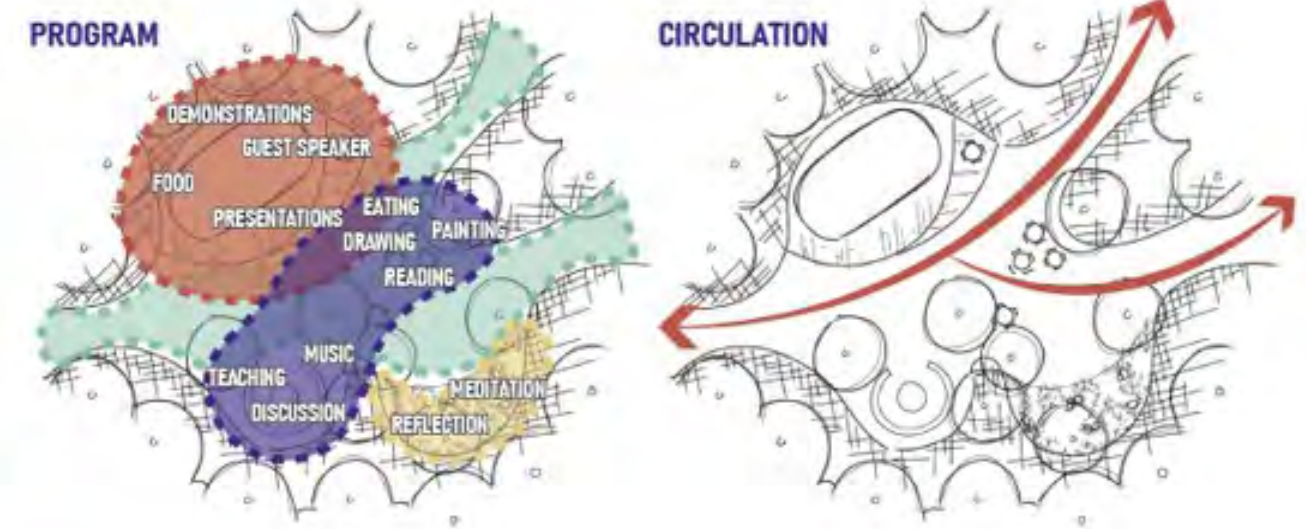 PROGRAM
DEMONSTRATIONS
GUEST SPEAKER
FOOD
PRESENTATIONS
EATING
PAINTING
DRAWING
READING
MUSIC
TEACHING
DISCUSSION
MEDITATION
REFLECTION
CIRCULATION